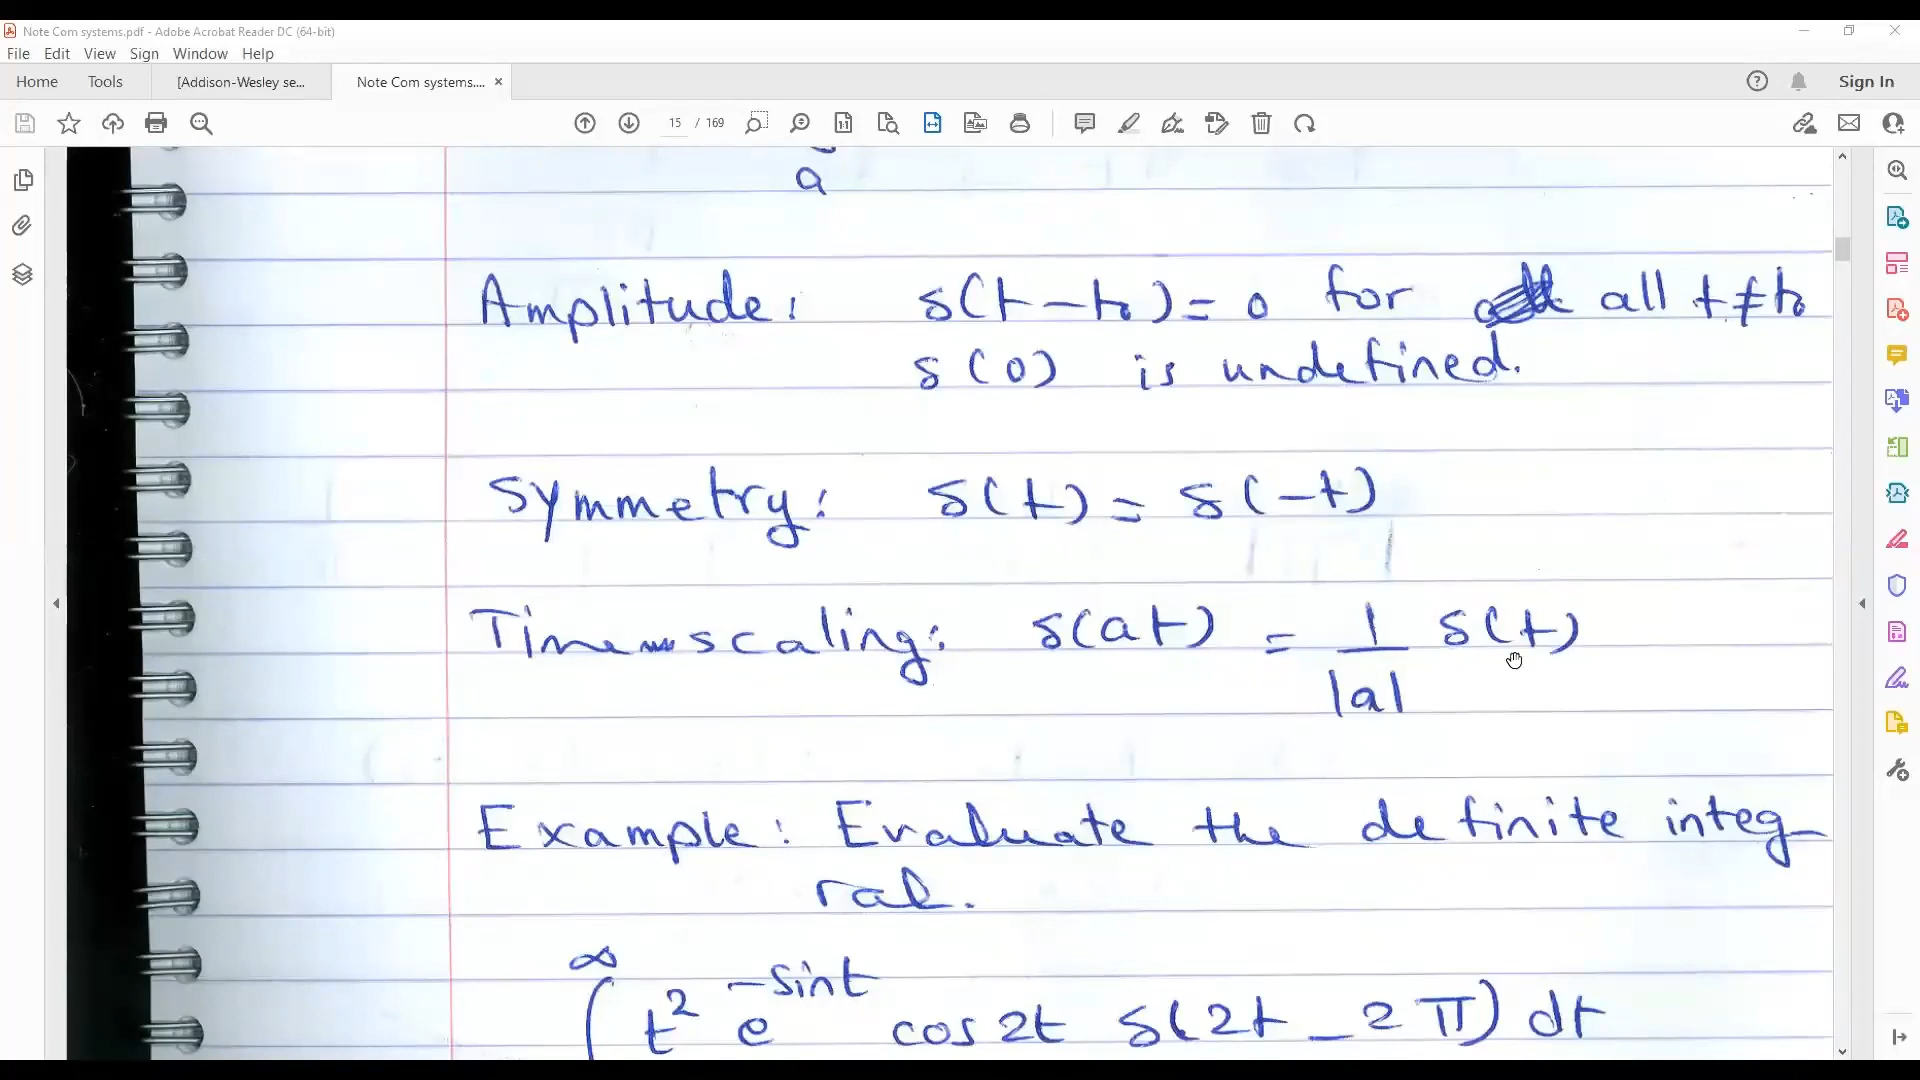 Note Com systems.pdf - Adobe Acrobat Reader DC (64-bit)
File Edit View Sign Window Help
Home Tools [Addison-Wesley se... Note Com systems.... × Sign In
15 / 169
a
Amplitude: δ(t-t₀) = 0 for all t≠t₀
δ(0) is undefined.
Symmetry: δ(t) = δ(-t)
Time scaling: δ(at) = 1/|a| δ(t)
Example: Evaluate the definite integ-
ral.
∞
∫ t² e^-sint cos2t δ(2t-2π) dt